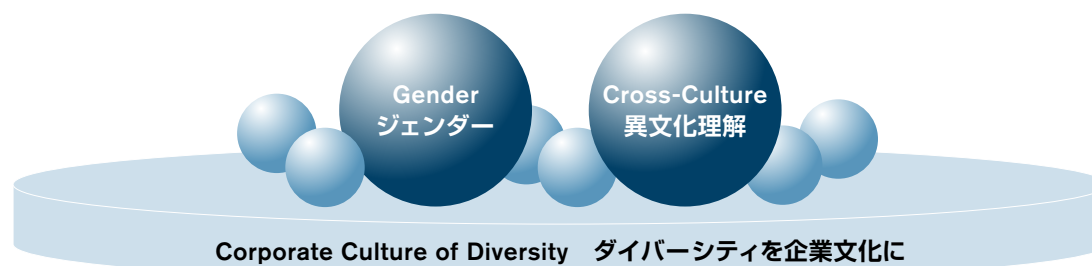 Gender
ジェンダー
Cross-Culture
異文化理解
Corporate Culture of Diversity　ダイバーシティを企業文化に